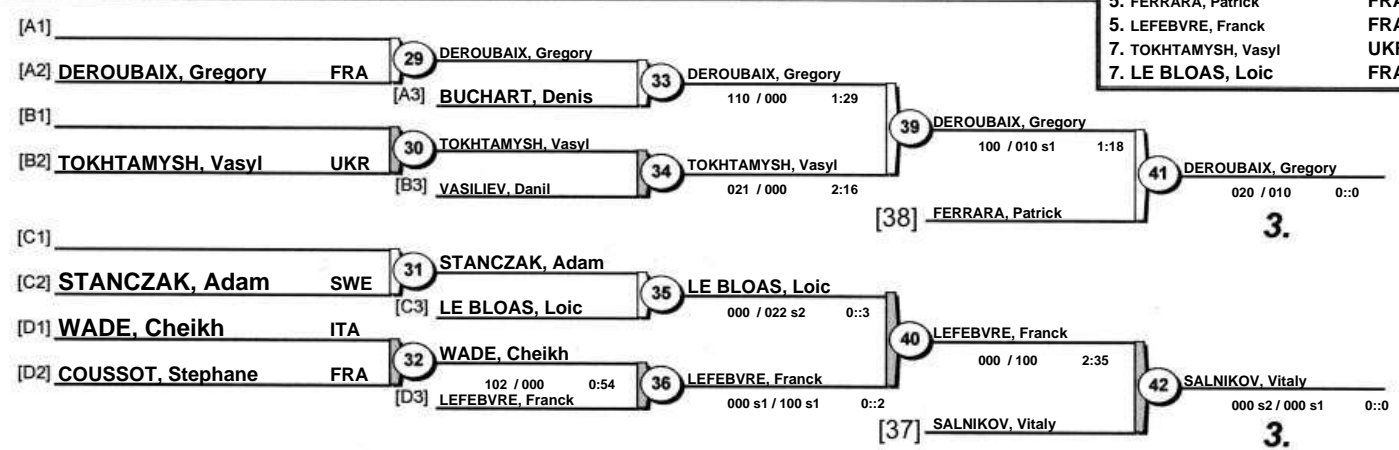 5. FERRARA, Patrick FRA
5. LEFEBVRE, Franck FRA
7. TOKHTAMYSH, Vasyl UKR
7. LE BLOAS, Loic FRA
[A1]
[A2] DEROUBAIX, Gregory FRA
29
DEROUBAIX, Gregory
[A3] BUCHART, Denis
33
DEROUBAIX, Gregory
110 / 000 1:29
[B1]
[B2] TOKHTAMYSH, Vasyl UKR
30
TOKHTAMYSH, Vasyl
[B3] VASILIEV, Danil
34
TOKHTAMYSH, Vasyl
021 / 000 2:16
39
DEROUBAIX, Gregory
100 / 010 s1 1:18
[38] FERRARA, Patrick
41
DEROUBAIX, Gregory
020 / 010 0::0
3.
[C1]
[C2] STANCZAK, Adam SWE
31
STANCZAK, Adam
[C3] LE BLOAS, Loic
35
LE BLOAS, Loic
000 / 022 s2 0::3
[D1] WADE, Cheikh ITA
[D2] COUSSOT, Stephane FRA
32
WADE, Cheikh
102 / 000 0:54
[D3] LEFEBVRE, Franck
36
LEFEBVRE, Franck
000 s1 / 100 s1 0::2
40
LEFEBVRE, Franck
000 / 100 2:35
[37] SALNIKOV, Vitaly
42
SALNIKOV, Vitaly
000 s2 / 000 s1 0::0
3.